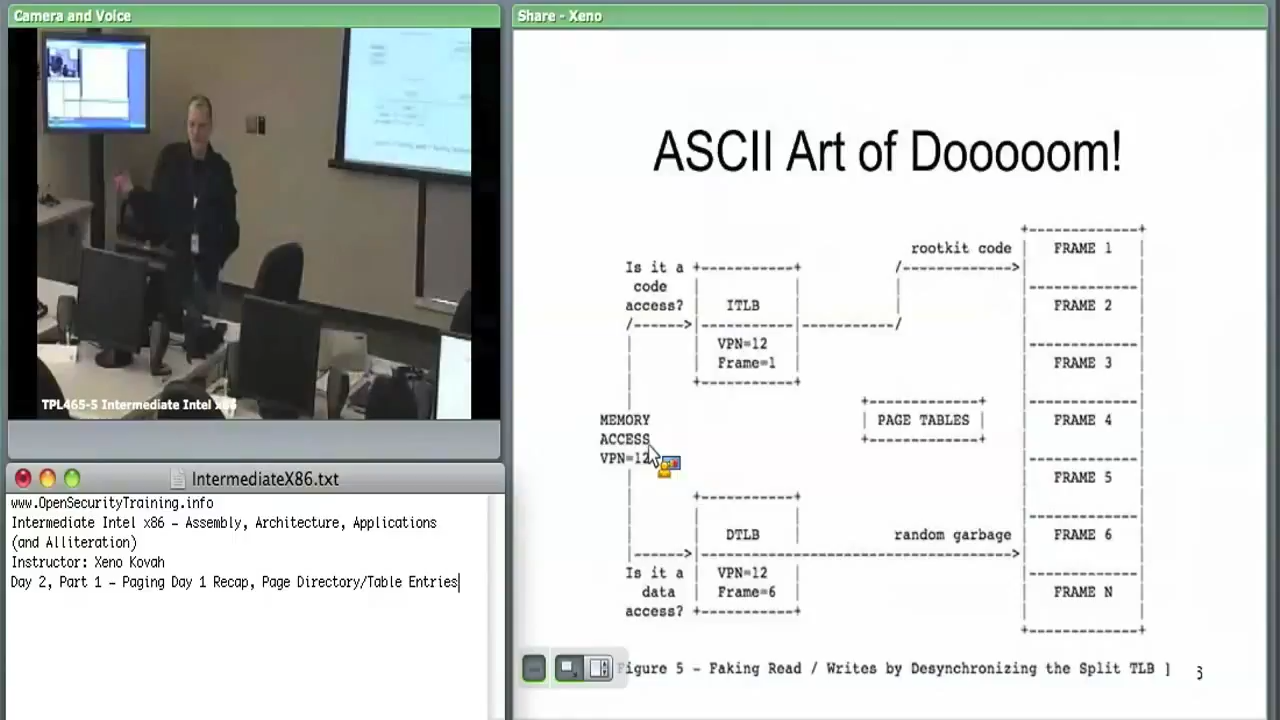 Camera and Voice
TPL465-5 Intermediate Intel x86
IntermediateX86.txt
www.OpenSecurityTraining.info
Intermediate Intel x86 – Assembly, Architecture, Applications
(and Alliteration)
Instructor: Xeno Kovah
Day 2, Part 1 – Paging Day 1 Recap, Page Directory/Table Entries
Share - Xeno
ASCII Art of Dooooom!
rootkit code
FRAME 1
Is it a
code
access?
ITLB
FRAME 2
VPN=12
Frame=1
FRAME 3
MEMORY
ACCESS
VPN=12
PAGE TABLES
FRAME 4
FRAME 5
DTLB
random garbage
FRAME 6
Is it a
data
access?
VPN=12
Frame=6
FRAME N
Figure 5 - Faking Read / Writes by Desynchronizing the Split TLB ]